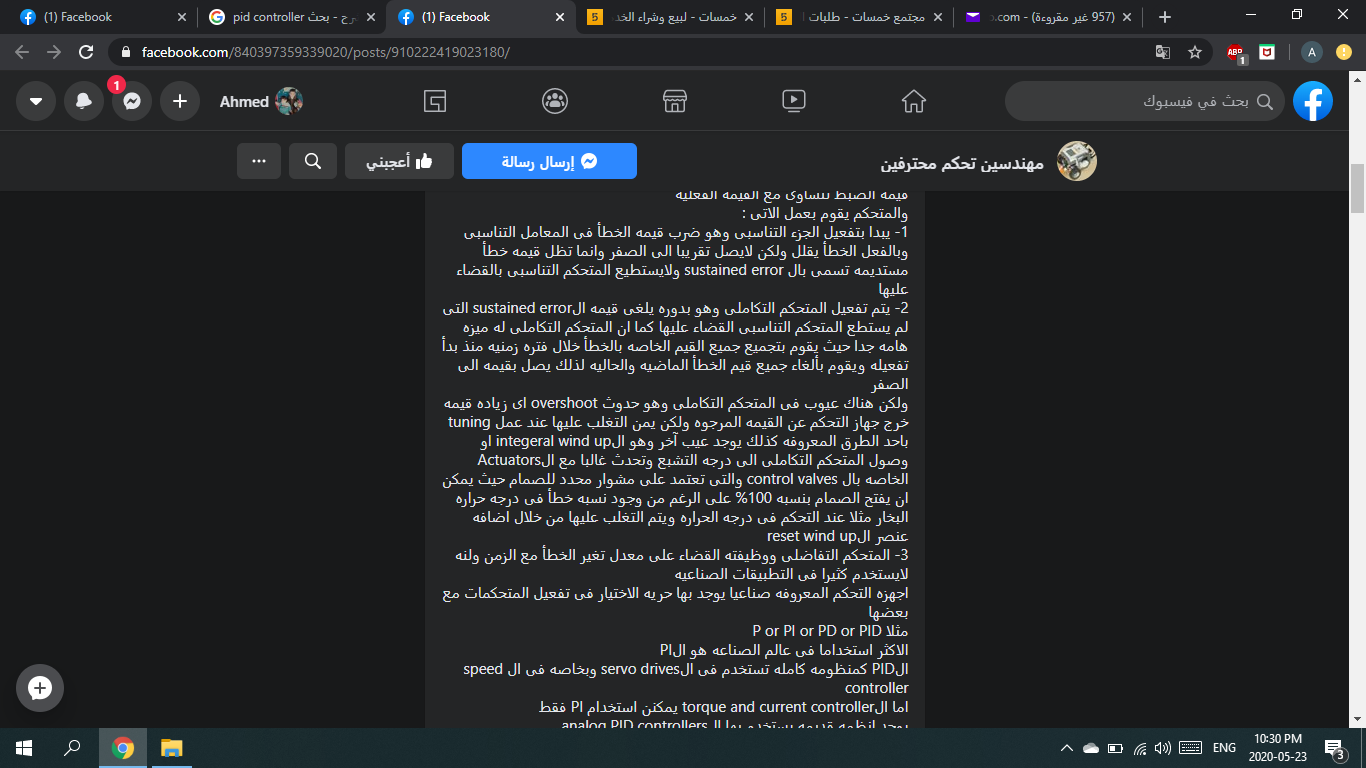 (1) Facebook
pid controller شرح - بحث
(1) Facebook
خمسات - لبيع وشراء الخد
مجتمع خمسات - طلبات ا
(957 غير مقروءة) - com.
facebook.com/840397359339020/posts/910222419023180/
ABP
1
A
1
Ahmed
بحث في فيسبوك
مهندسين تحكم محترفين
إرسال رسالة
أعجبني
قيمه الضبط لتساوى مع القيمه الفعليه
والمتحكم يقوم بعمل الاتى :
1- يبدا بتفعيل الجزء التناسبى وهو ضرب قيمه الخطأ فى المعامل التناسبى
وبالفعل الخطأ يقلل ولكن لايصل تقريبا الى الصفر وانما تظل قيمه خطأ
مستديمه تسمى بال sustained error ولايستطيع المتحكم التناسبى بالقضاء
عليها
2- يتم تفعيل المتحكم التكاملى وهو بدوره يلغى قيمه الsustained error التى
لم يستطع المتحكم التناسبى القضاء عليها كما ان المتحكم التكاملى له ميزه
هامه جدا حيث يقوم بتجميع جميع القيم الخاصه بالخطأ خلال فتره زمنيه منذ بدأ
تفعيله ويقوم بألغاء جميع قيم الخطأ الماضيه والحاليه لذلك يصل بقيمه الى
الصفر
ولكن هناك عيوب فى المتحكم التكاملى وهو حدوث overshoot اى زياده قيمه
خرج جهاز التحكم عن القيمه المرجوه ولكن يمن التغلب عليها عند عمل tuning
باحد الطرق المعروفه كذلك يوجد عيب آخر وهو الintegeral wind up او
وصول المتحكم التكاملى الى درجه التشبع وتحدث غالبا مع الActuators
الخاصه بال control valves والتى تعتمد على مشوار محدد للصمام حيث يمكن
ان يفتح الصمام بنسبه 100% على الرغم من وجود نسبه خطأ فى درجه حراره
البخار مثلا عند التحكم فى درجه الحراره ويتم التغلب عليها من خلال اضافه
عنصر الreset wind up
3- المتحكم التفاضلى ووظيفته القضاء على معدل تغير الخطأ مع الزمن ولنه
لايستخدم كثيرا فى التطبيقات الصناعيه
اجهزه التحكم المعروفه صناعيا يوجد بها حريه الاختيار فى تفعيل المتحكمات مع
بعضها
مثلا P or PI or PD or PID
الاكثر استخداما فى عالم الصناعه هو الPI
الPID كمنظومه كامله تستخدم فى الservo drives وبخاصه فى ال speed
controller
اما الtorque and current controller يمكنن استخدام PI فقط
يوجد انظمه قديمه يستخدم بها الanalog PID controllers
ENG
10:30 PM
2020-05-23
3